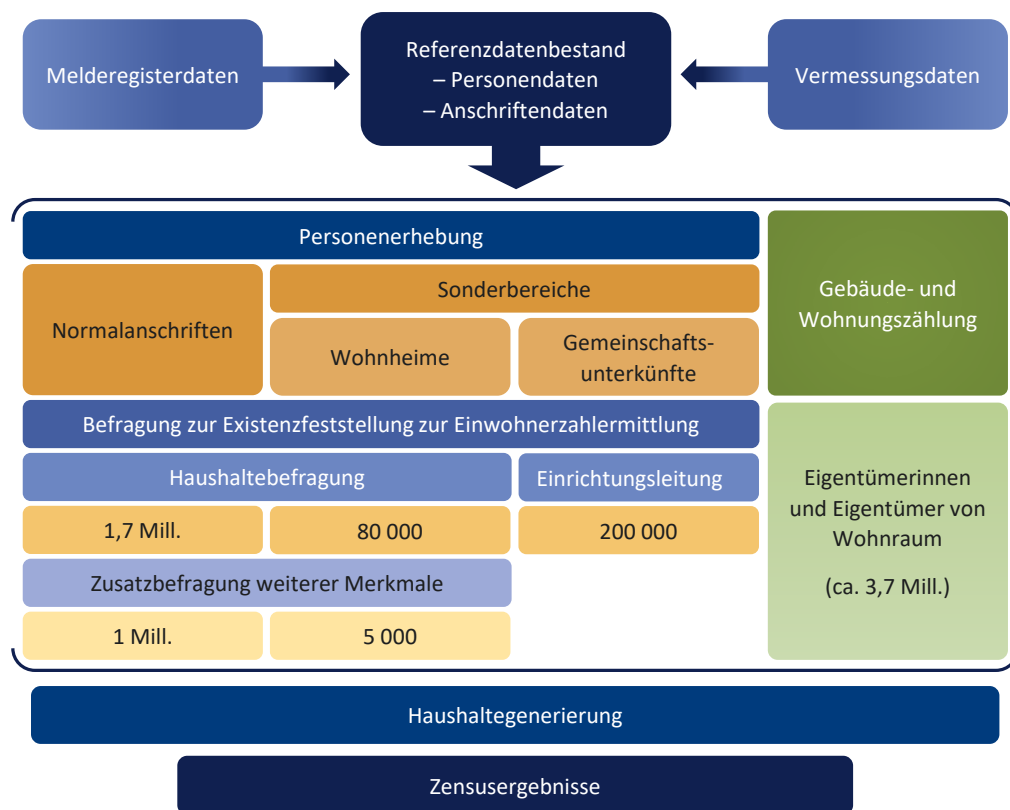 Melderegisterdaten
Referenzdatenbestand
– Personendaten
– Anschriftendaten
Vermessungsdaten
Personenerhebung
Normalanschriften
Sonderbereiche
Wohnheime
Gemeinschafts-
unterkünfte
Gebäude- und
Wohnungszählung
Befragung zur Existenzfeststellung zur Einwohnerzahlermittlung
Haushaltebefragung
Einrichtungsleitung
1,7 Mill.
80 000
200 000
Zusatzbefragung weiterer Merkmale
1 Mill.
5 000
Eigentümerinnen
und Eigentümer von
Wohnraum
(ca. 3,7 Mill.)
Haushaltegenerierung
Zensusergebnisse